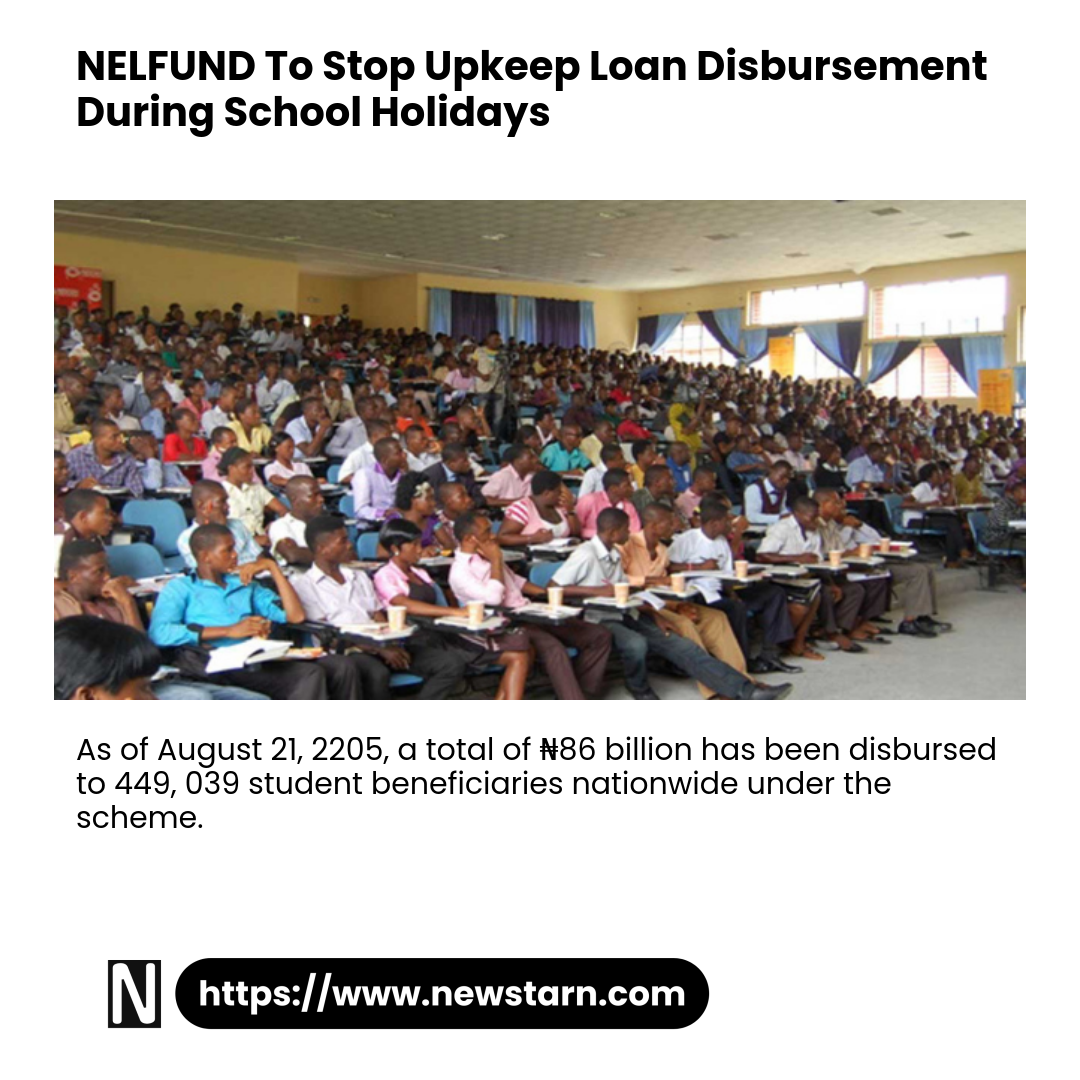 NELFUND To Stop Upkeep Loan Disbursement
During School Holidays
As of August 21, 2205, a total of ₦86 billion has been disbursed
to 449, 039 student beneficiaries nationwide under the
scheme.
N
https://www.newstarn.com